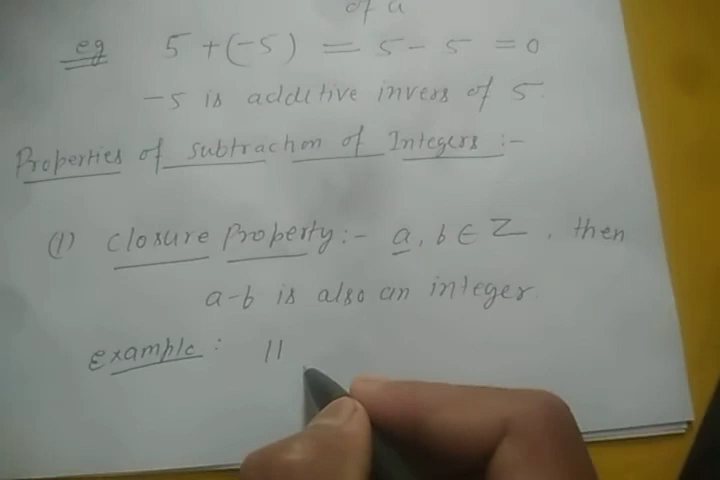 of a
eg 5 + (-5) = 5 - 5 = 0
-5 is additive invers of 5.
Properties of subtraction of Integers :-
(1) Closure Property :- a, b ∈ Z, then
a-b is also an integer.
Example : 11